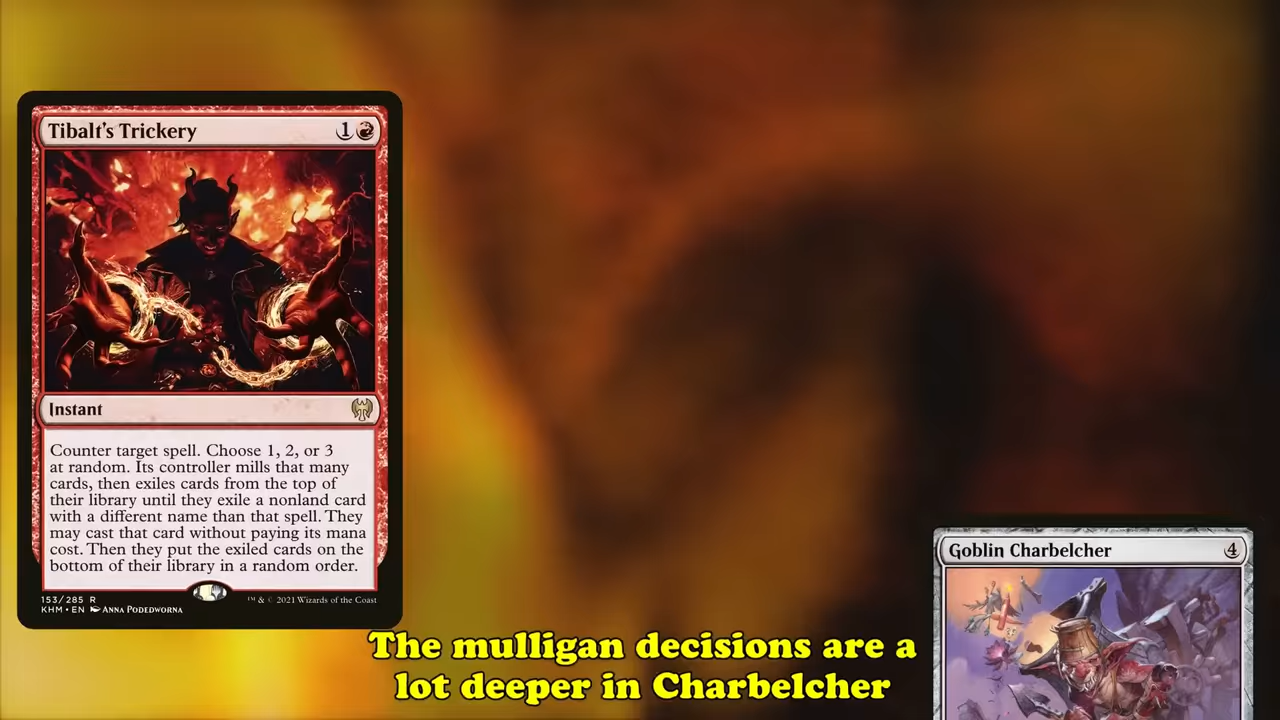 Tibalt's Trickery 1
Instant
Counter target spell. Choose 1, 2, or 3
at random. Its controller mills that many
cards, then exiles cards from the top of
their library until they exile a nonland card
with a different name than that spell. They
may cast that card without paying its mana
cost. Then they put the exiled cards on the
bottom of their library in a random order.
153/285 R
KHM • EN Anna Podedworna
™ & © 2021 Wizards of the Coast
Goblin Charbelcher 4
The mulligan decisions are a
lot deeper in Charbelcher